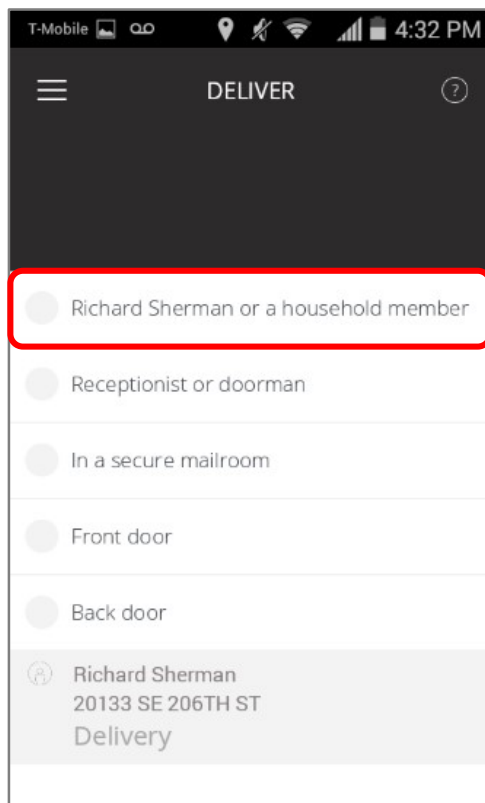 T-Mobile 4:32 PM
DELIVER ?
Richard Sherman or a household member
Receptionist or doorman
In a secure mailroom
Front door
Back door
Richard Sherman
20133 SE 206TH ST
Delivery